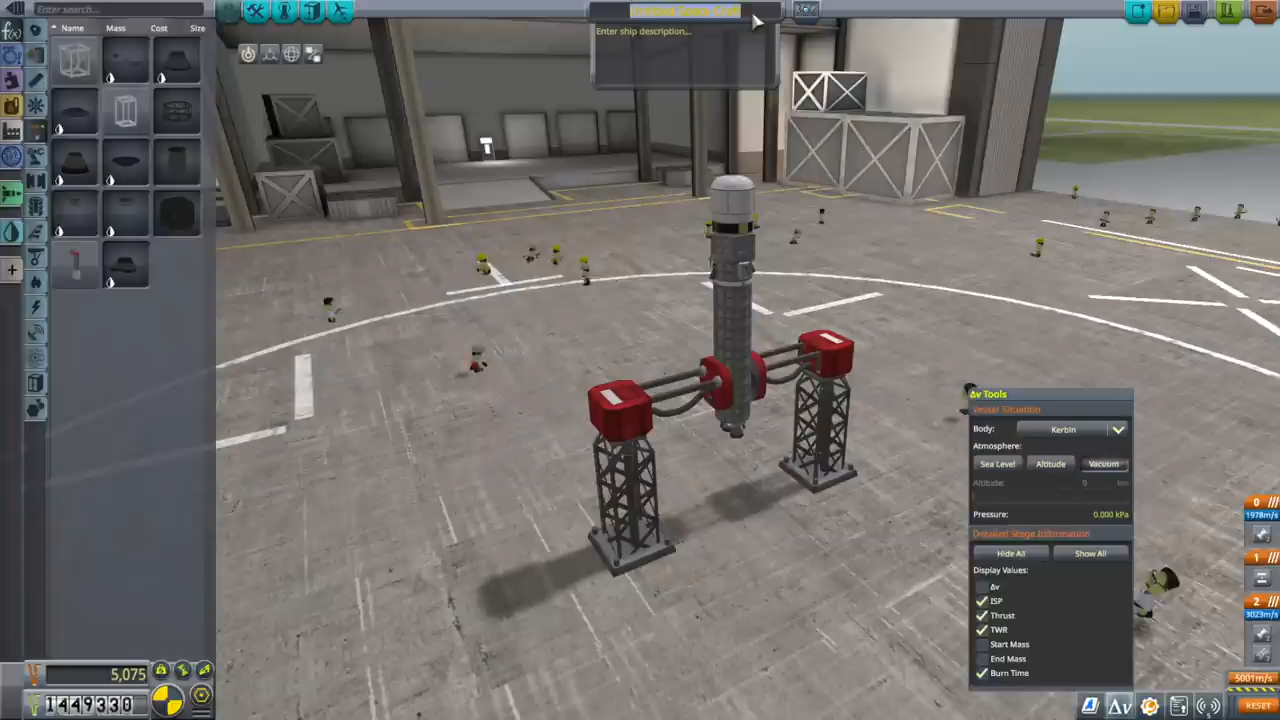 Enter search...
Name Mass Cost Size
Untitled Space Craft
Enter ship description...
Δv Tools
Vessel Situation
Body: Kerbin
Atmosphere:
Sea Level Altitude Vacuum
Altitude: 0 km
Pressure: 0.000 kPa
Detailed Stage Information
Hide All Show All
Display Values:
Δv
ISP
Thrust
TWR
Start Mass
End Mass
Burn Time
0
1978m/s
1
2
3023m/s
5001m/s
RESET
5,075
1449330
Δv
f(x)